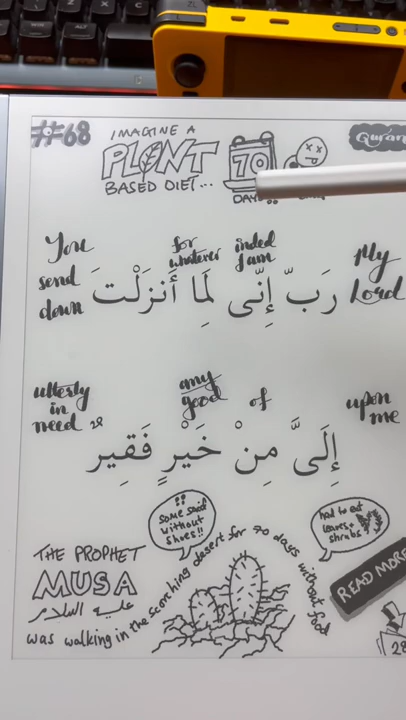 #68
IMAGINE A
PLANT
BASED DIET...
70
DAYS
Quran
You
send
down
for
whatever
inded
I am
My
Lord
رَبِّ إِنِّى لِمَا أَنزَلْتَ
utterly
in
need
any
good
of
upon
me
إِلَىَّ مِنْ خَيْرٍ فَقِير
some said
without
shoes!!
had to eat
leaves +
shrubs
THE PROPHET
MUSA
عليه السلام
was walking in the scorching desert for 70 days without food
READ MORE
28